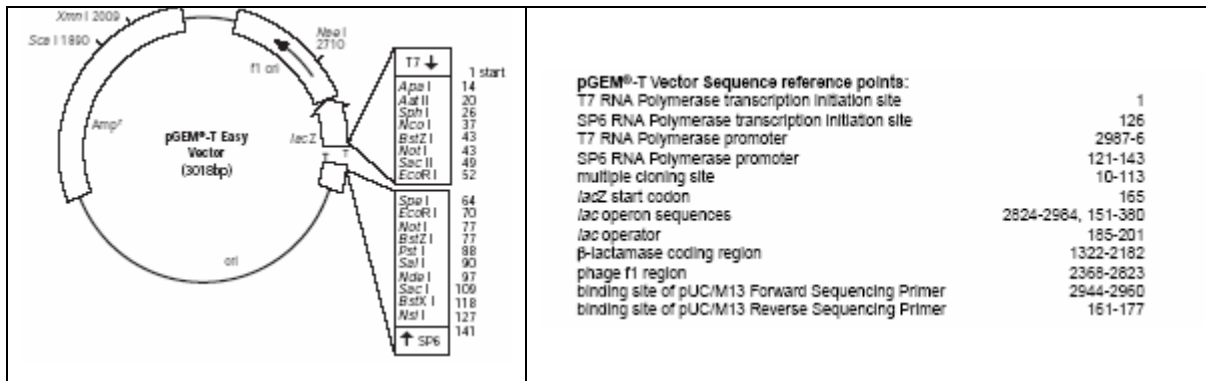 Xmn I 2009
Sca I 1890
Nae I
2710
f1 ori
Ampr
pGEM®-T Easy
Vector
(3018bp)
lacZ
T T
ori
T7 ↓
1 start
Apa I 14
Aat II 20
Sph I 26
Nco I 37
BstZ I 43
Not I 43
Sac II 49
EcoR I 52
Spe I 64
EcoR I 70
Not I 77
BstZ I 77
Pst I 88
Sal I 90
Nde I 97
Sac I 109
BstX I 118
Nsi I 127
141
↑ SP6
pGEM®-T Vector Sequence reference points:
T7 RNA Polymerase transcription initiation site 1
SP6 RNA Polymerase transcription initiation site 126
T7 RNA Polymerase promoter 2987-6
SP6 RNA Polymerase promoter 121-143
multiple cloning site 10-113
lacZ start codon 165
lac operon sequences 2824-2984, 151-380
lac operator 185-201
β-lactamase coding region 1322-2182
phage f1 region 2368-2823
binding site of pUC/M13 Forward Sequencing Primer 2944-2960
binding site of pUC/M13 Reverse Sequencing Primer 161-177